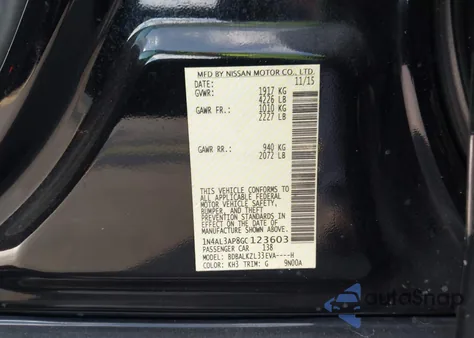 MFD BY NISSAN MOTOR CO., LTD.
DATE: 11/15
GVWR: 1917 KG
4226 LB
GAWR FR.: 1010 KG
2227 LB
GAWR RR.: 940 KG
2072 LB
THIS VEHICLE CONFORMS TO
ALL APPLICABLE FEDERAL
MOTOR VEHICLE SAFETY,
BUMPER, AND THEFT
PREVENTION STANDARDS IN
EFFECT ON THE DATE OF
MANUFACTURE SHOWN ABOVE.
1N4AL3AP8GC123603
PASSENGER CAR 138
MODEL: BDBALKZL33EVA----H
COLOR: KH3 TRIM: G 9N00A
autoSnap